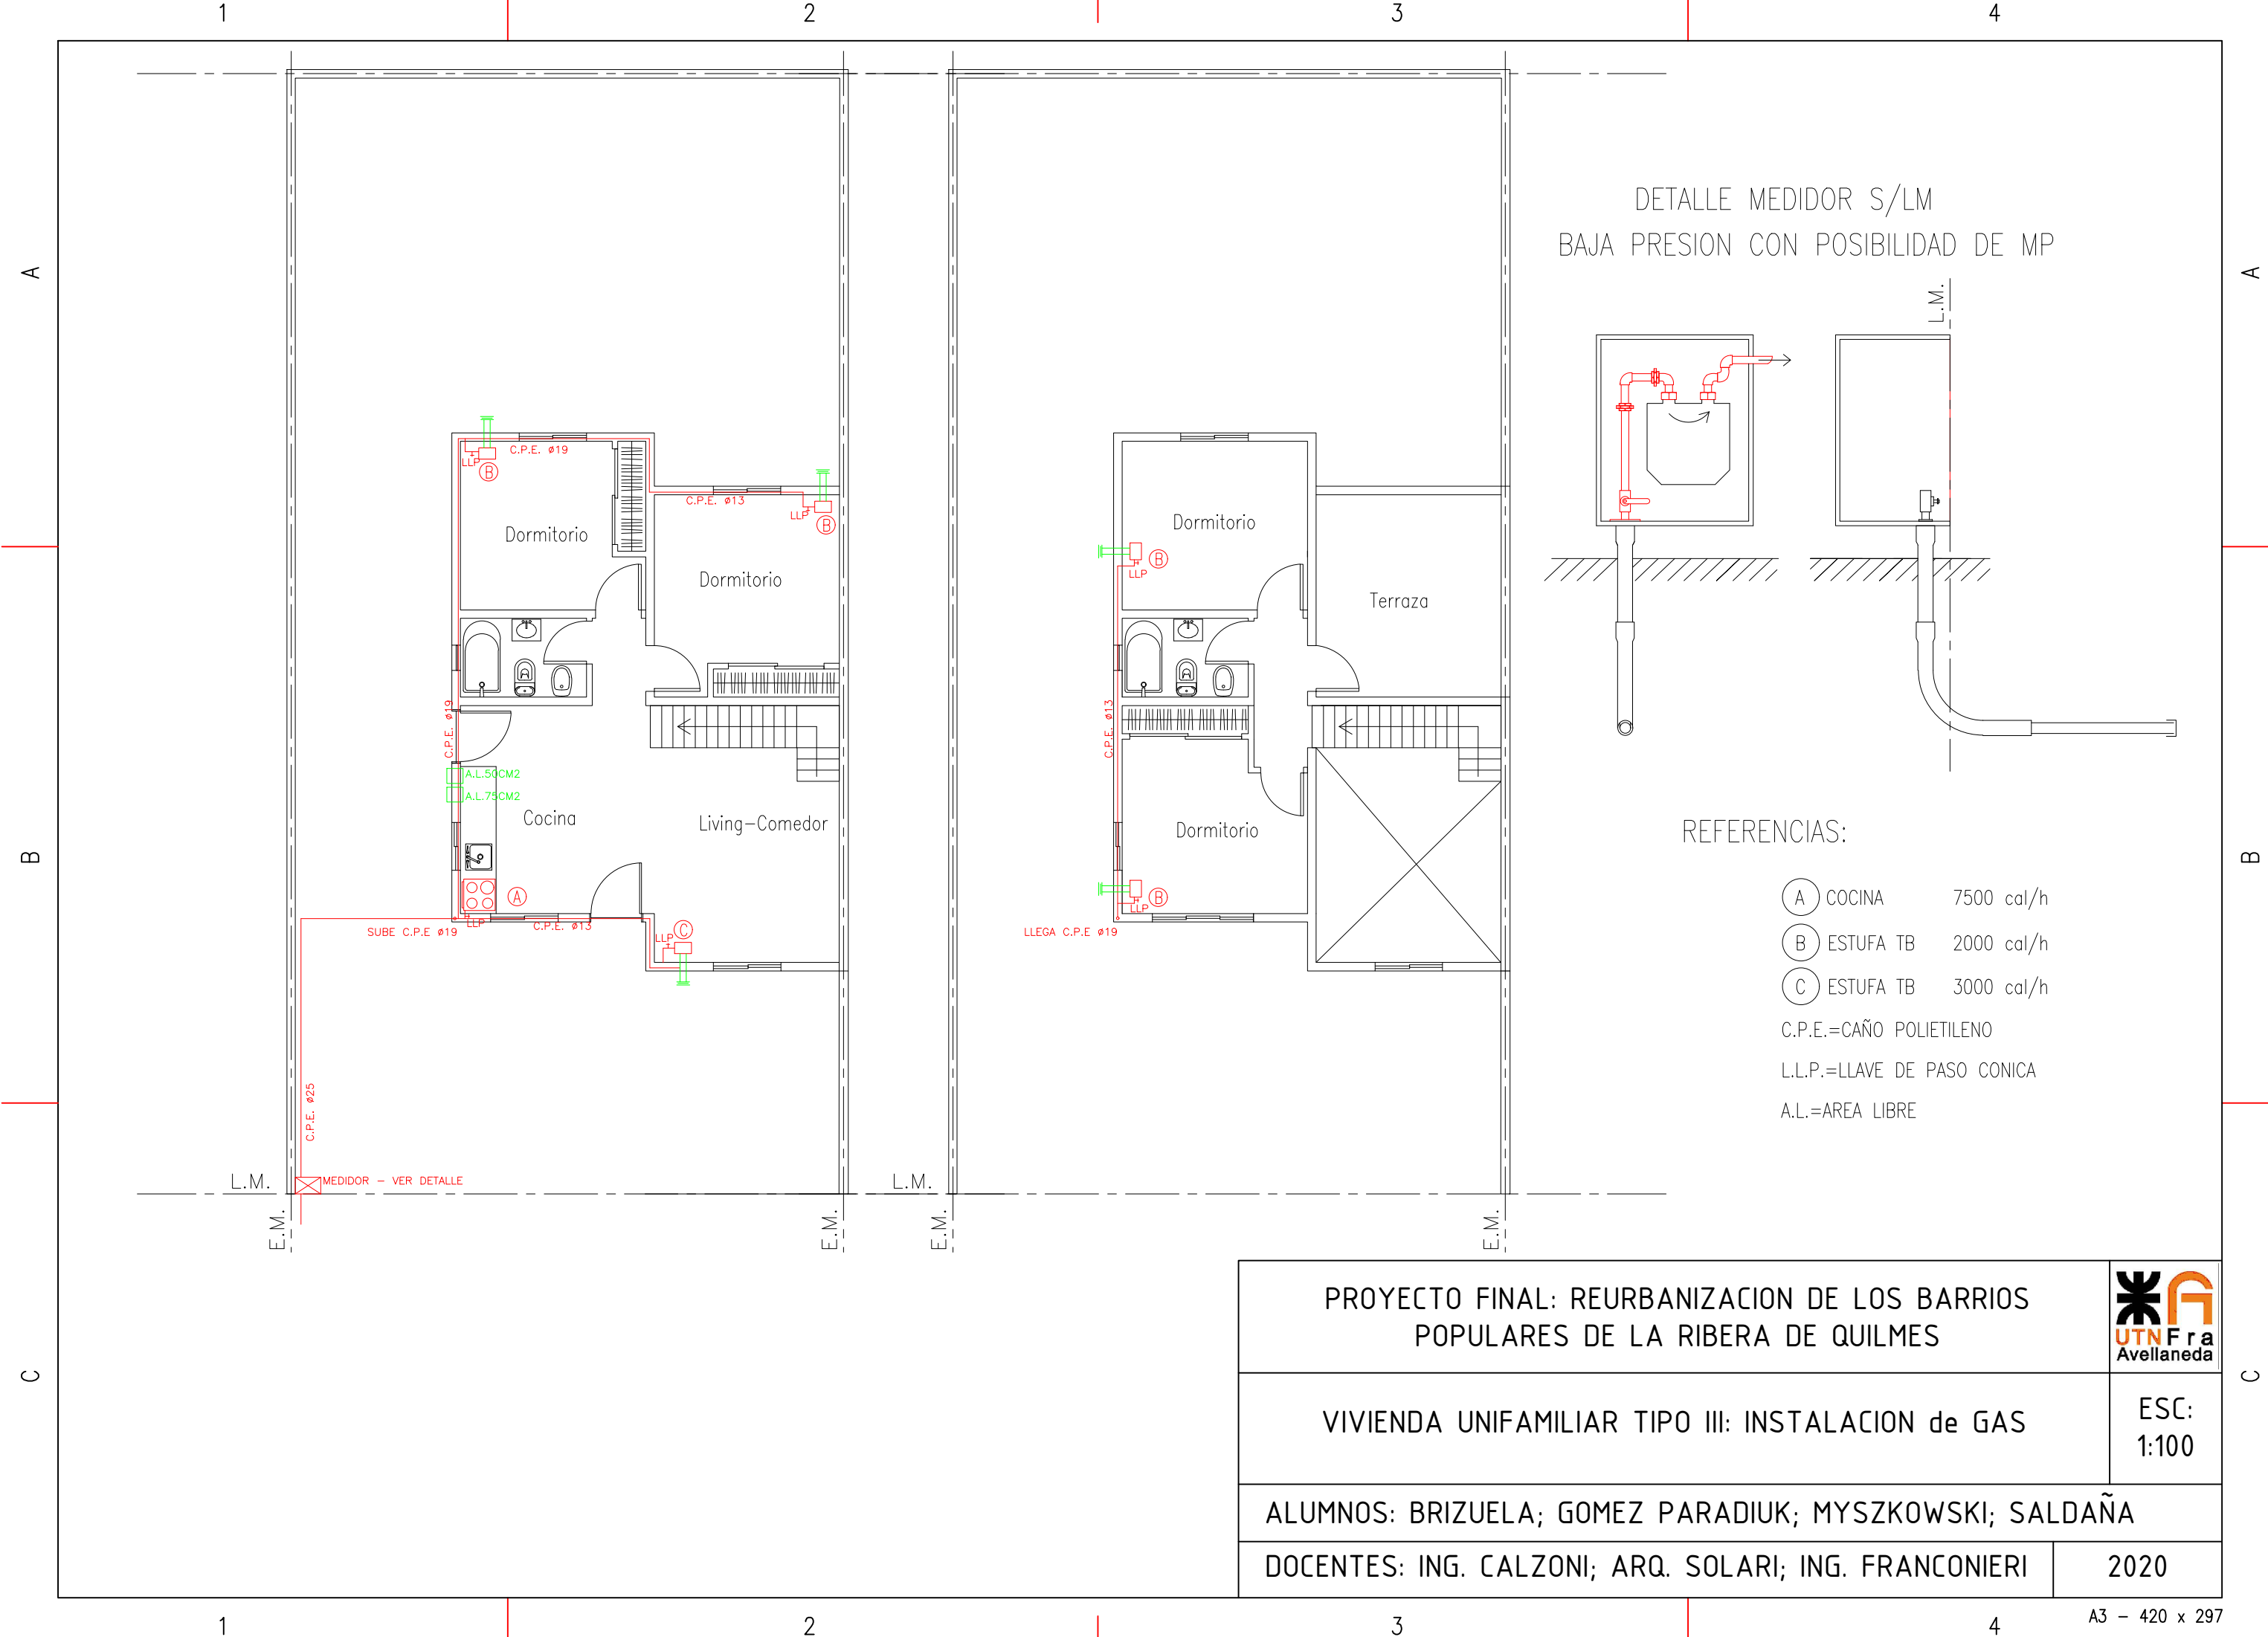 1
2
3
4
A
A
B
B
C
C
DETALLE MEDIDOR S/LM
BAJA PRESION CON POSIBILIDAD DE MP
L.M.
LLP
B
C.P.E. ø19
C.P.E. ø13
LLP
B
Dormitorio
Dormitorio
C.P.E. ø19
A.L.50CM2
A.L.75CM2
Cocina
Living-Comedor
A
LLP
SUBE C.P.E ø19
C.P.E. ø13
LLP
C
C.P.E. ø25
MEDIDOR - VER DETALLE
L.M.
E.M.
E.M.
Dormitorio
B
LLP
Terraza
C.P.E. ø13
Dormitorio
B
LLP
LLEGA C.P.E ø19
L.M.
E.M.
E.M.
REFERENCIAS:
A COCINA 7500 cal/h
B ESTUFA TB 2000 cal/h
C ESTUFA TB 3000 cal/h
C.P.E.=CAÑO POLIETILENO
L.L.P.=LLAVE DE PASO CONICA
A.L.=AREA LIBRE
PROYECTO FINAL: REURBANIZACION DE LOS BARRIOS
POPULARES DE LA RIBERA DE QUILMES
UTNFra
Avellaneda
VIVIENDA UNIFAMILIAR TIPO III: INSTALACION de GAS
ESC:
1:100
ALUMNOS: BRIZUELA; GOMEZ PARADIUK; MYSZKOWSKI; SALDAÑA
DOCENTES: ING. CALZONI; ARQ. SOLARI; ING. FRANCONIERI
2020
1
2
3
4
A3 - 420 x 297